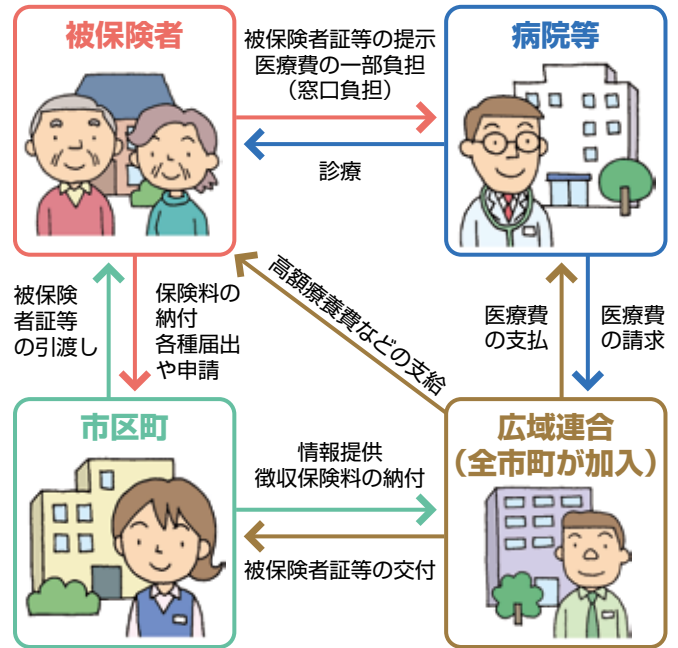 被保険者
被保険者証等の提示
医療費の一部負担
（窓口負担）
病院等
診療
被保険
者証等
の引渡し
保険料の
納付
各種届出
や申請
高額療養費などの支給
医療費
の支払
医療費
の請求
市区町
情報提供
徴収保険料の納付
被保険者証等の交付
広域連合
（全市町が加入）